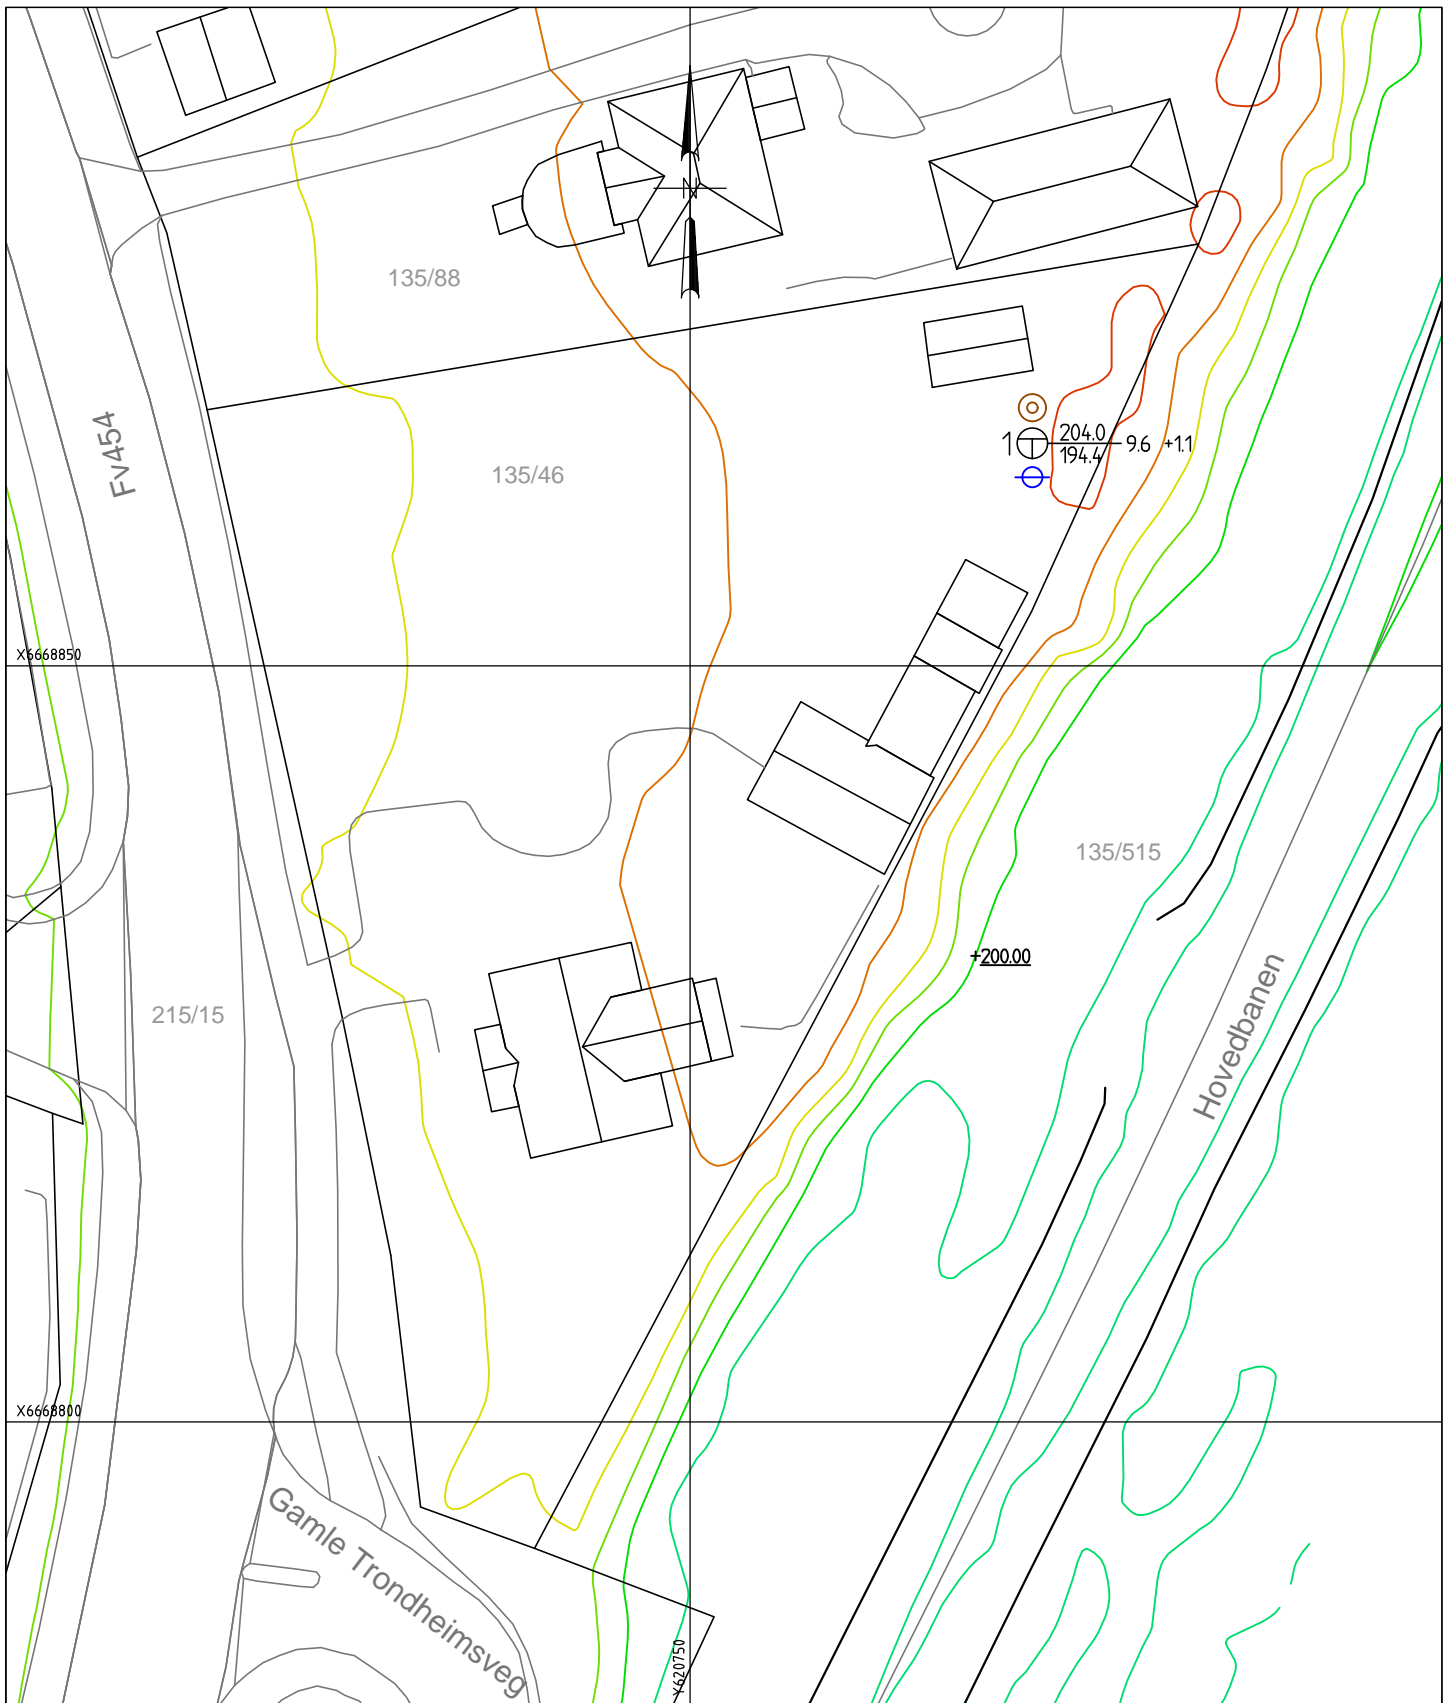 N
135/88
Fv454
204.0
1 9.6 +1.1
194.4
135/46
X6668850
135/515
+200.00
Hovedbanen
215/15
X6668800
Gamle Trondheimsveg
Y620750